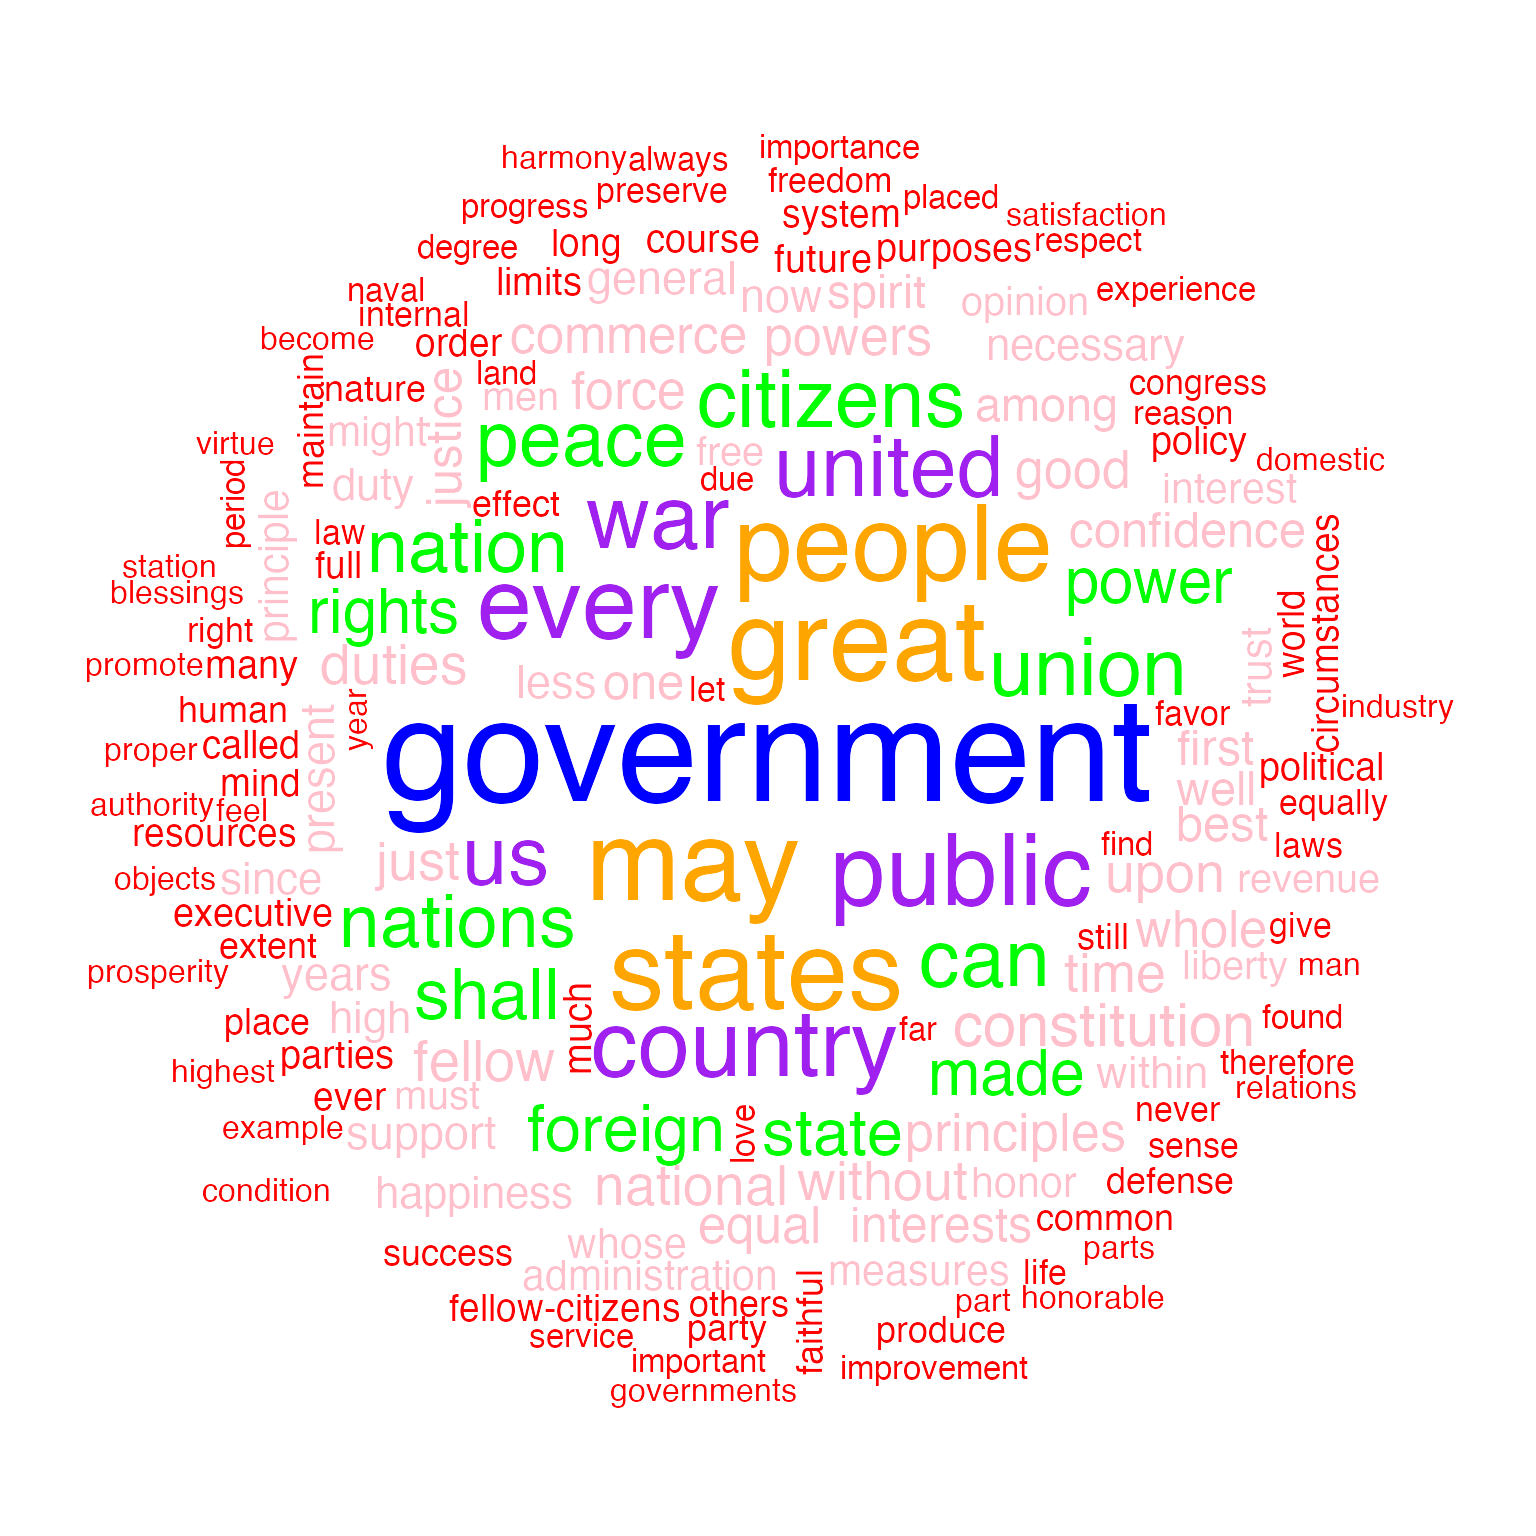 importance
harmony
always
freedom
preserve
placed
progress
system
satisfaction
course
respect
degree
long
purposes
future
general
limits
naval
spirit
now
opinion
experience
internal
become
order
commerce
powers
necessary
land
nature
maintain
justice
men
force
citizens
among
congress
reason
might
peace
virtue
free
united
policy
good
domestic
due
duty
period
interest
effect
war
people
confidence
law
nation
principle
station
full
power
blessings
rights
every
great
world
circumstances
right
promote
many
duties
less
one
let
union
trust
human
year
government
favor
industry
proper
called
present
first
mind
political
well
authority
feel
equally
resources
best
just
us
may
public
find
laws
objects
since
upon
revenue
executive
nations
extent
still
whole
give
prosperity
years
shall
states
can
time
liberty
man
place
high
much
country
far
constitution
found
highest
parties
fellow
made
within
therefore
relations
ever
must
never
example
support
foreign
love
state
principles
sense
condition
happiness
national
without
honor
defense
equal
interests
common
success
whose
parts
administration
measures
life
fellow-citizens
others
faithful
part
honorable
service
party
produce
important
improvement
governments